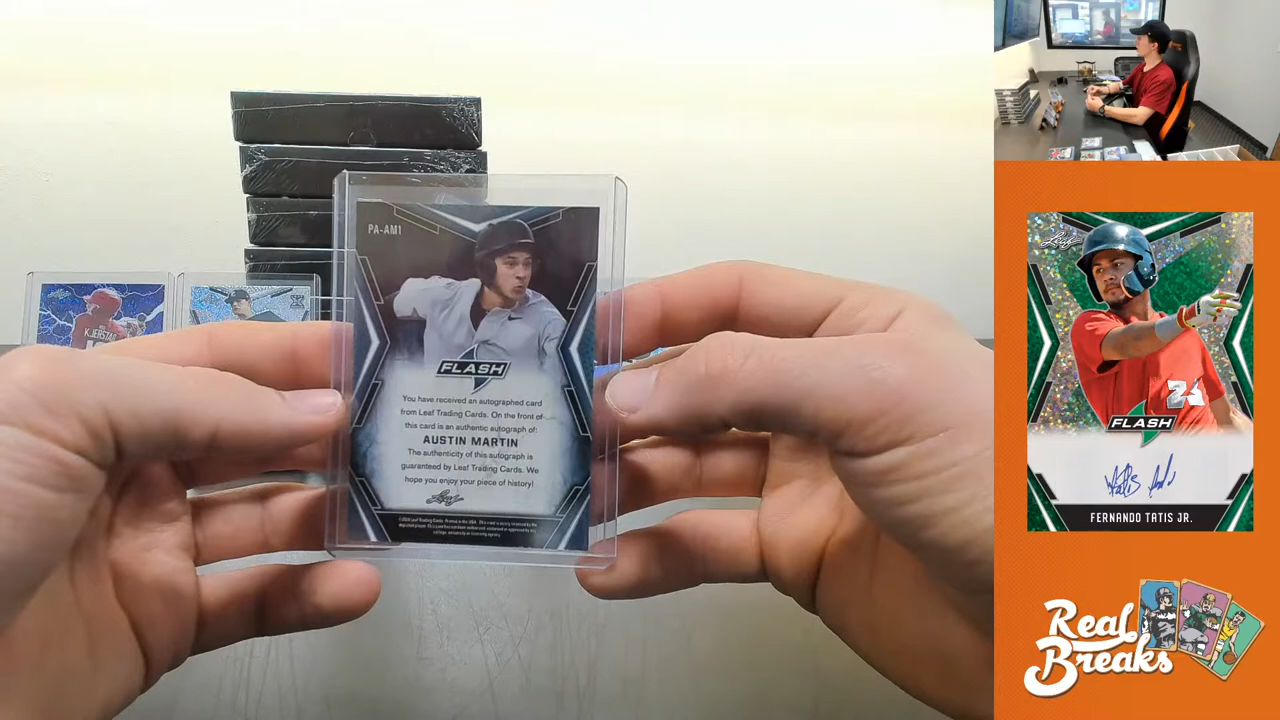 PA-AM1
FLASH
You have received an autographed card
from Leaf Trading Cards. On the front of
this card is an authentic autograph of:
AUSTIN MARTIN
The authenticity of this autograph is
guaranteed by Leaf Trading Cards. We
hope you enjoy your piece of history!
Leaf
KJERSTAD
Leaf
FLASH
FERNANDO TATIS JR.
Real
Breaks